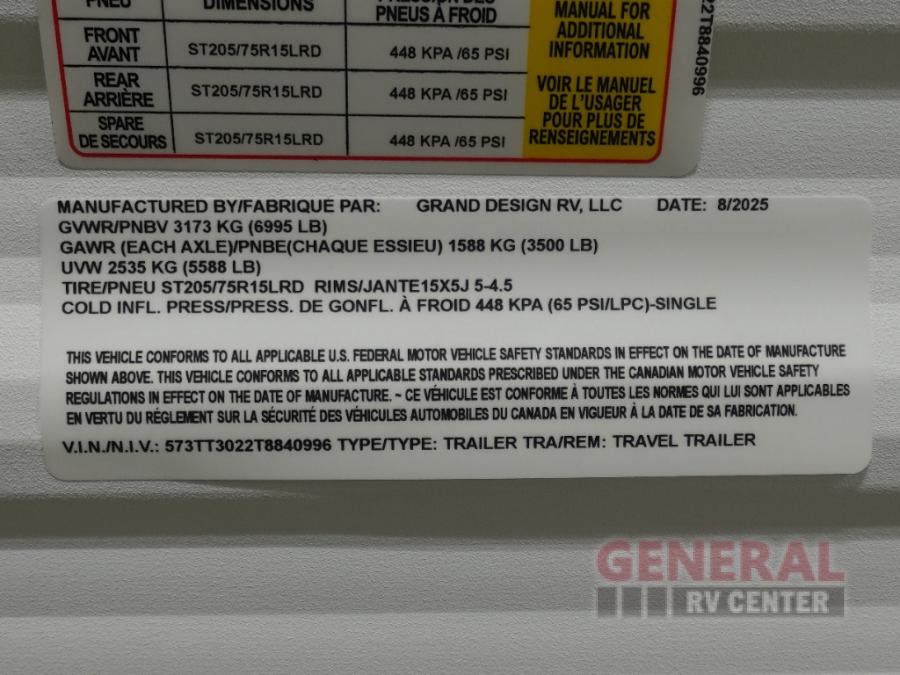 PNEU DIMENSIONS
PNEUS À FROID
MANUAL FOR
ADDITIONAL
INFORMATION
FRONT
AVANT ST205/75R15LRD 448 KPA /65 PSI
REAR
ARRIÈRE ST205/75R15LRD 448 KPA /65 PSI
SPARE
DE SECOURS ST205/75R15LRD 448 KPA /65 PSI
VOIR LE MANUEL
DE L'USAGER
POUR PLUS DE
RENSEIGNEMENTS
22T8840996
MANUFACTURED BY/FABRIQUÉ PAR: GRAND DESIGN RV, LLC DATE: 8/2025
GVWR/PNBV 3173 KG (6995 LB)
GAWR (EACH AXLE)/PNBE(CHAQUE ESSIEU) 1588 KG (3500 LB)
UVW 2535 KG (5588 LB)
TIRE/PNEU ST205/75R15LRD RIMS/JANTE15X5J 5-4.5
COLD INFL. PRESS/PRESS. DE GONFL. À FROID 448 KPA (65 PSI/LPC)-SINGLE
THIS VEHICLE CONFORMS TO ALL APPLICABLE U.S. FEDERAL MOTOR VEHICLE SAFETY STANDARDS IN EFFECT ON THE DATE OF MANUFACTURE
SHOWN ABOVE. THIS VEHICLE CONFORMS TO ALL APPLICABLE STANDARDS PRESCRIBED UNDER THE CANADIAN MOTOR VEHICLE SAFETY
REGULATIONS IN EFFECT ON THE DATE OF MANUFACTURE. ~ CE VÉHICULE EST CONFORME À TOUTES LES NORMES QUI LUI SONT APPLICABLES
EN VERTU DU RÉGLEMENT SUR LA SÉCURITÉ DES VÉHICULES AUTOMOBILES DU CANADA EN VIGUEUR À LA DATE DE SA FABRICATION.
V.I.N./N.I.V.: 573TT3022T8840996 TYPE/TYPE: TRAILER TRA/REM: TRAVEL TRAILER
GENERAL
RV CENTER